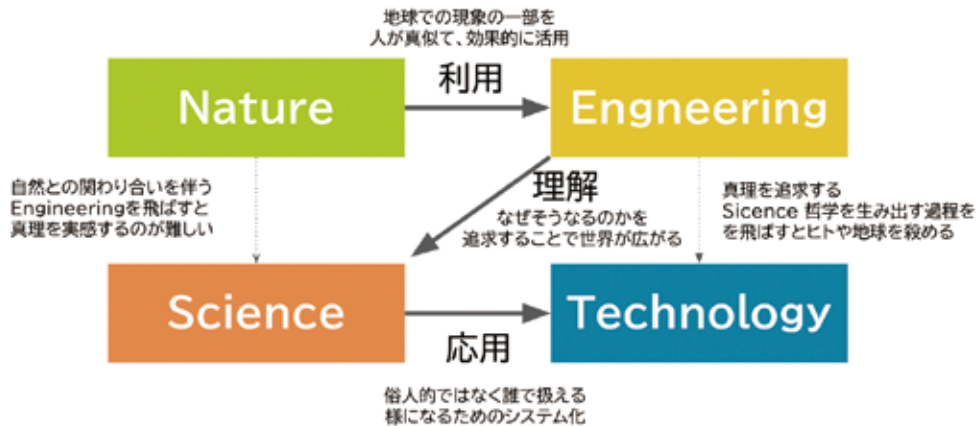 地球での現象の一部を
人が真似て、効果的に活用
利用
Nature
Engneering
自然との関わり合いを伴う
Engineeringを飛ばすと
真理を実感するのが難しい
理解
なぜそうなるのかを
追求することで世界が広がる
真理を追求する
Sicence 哲学を生み出す過程を
を飛ばすとヒトや地球を殺める
Science
Technology
応用
俗人的ではなく誰で扱える
様になるためのシステム化